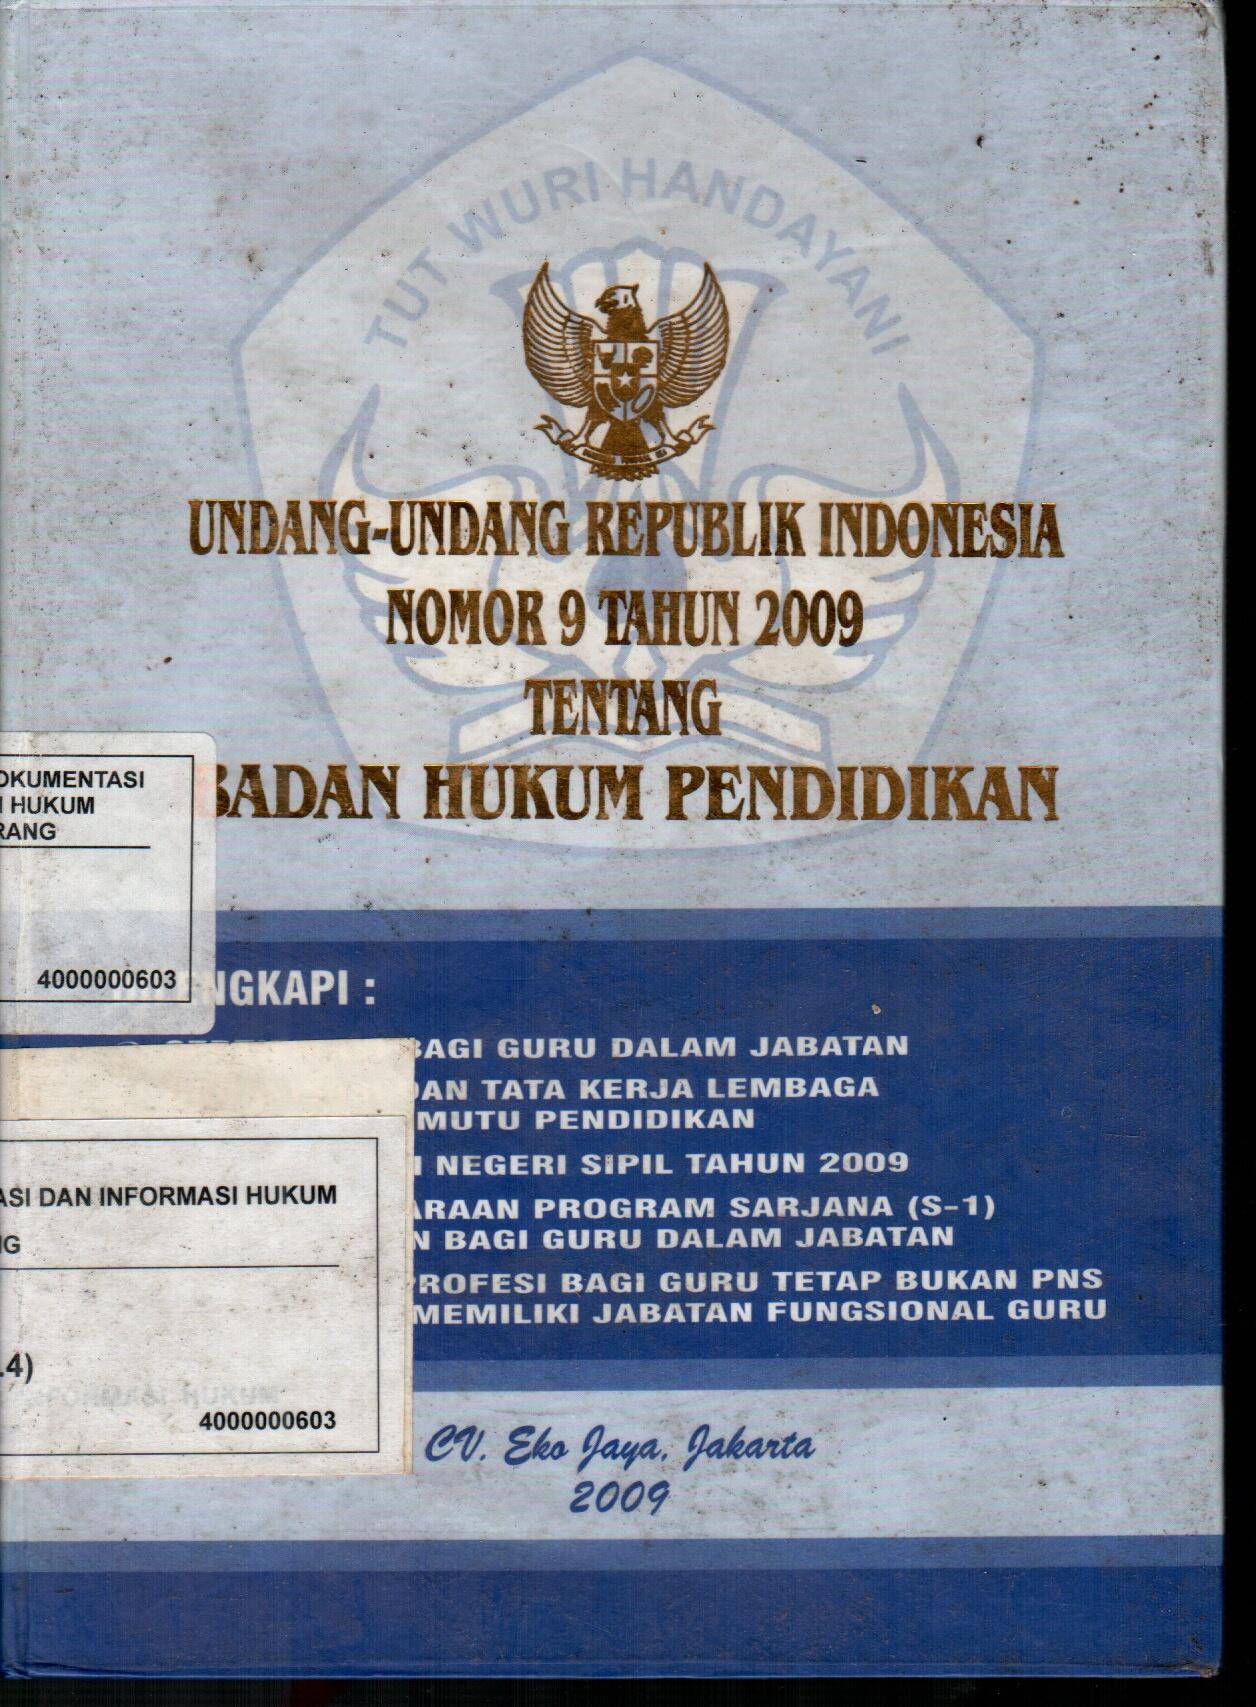 TUT WURI HANDAYANI
UNDANG-UNDANG REPUBLIK INDONESIA
NOMOR 9 TAHUN 2009
TENTANG
BADAN HUKUM PENDIDIKAN
OKUMENTASI
I HUKUM
RANG
4000000603
NGKAPI :
BAGI GURU DALAM JABATAN
DAN TATA KERJA LEMBAGA
MUTU PENDIDIKAN
I NEGERI SIPIL TAHUN 2009
ARAAN PROGRAM SARJANA (S-1)
N BAGI GURU DALAM JABATAN
PROFESI BAGI GURU TETAP BUKAN PNS
MEMILIKI JABATAN FUNGSIONAL GURU
ASI DAN INFORMASI HUKUM
NG
.4)
4000000603
CV. Eko Jaya, Jakarta
2009